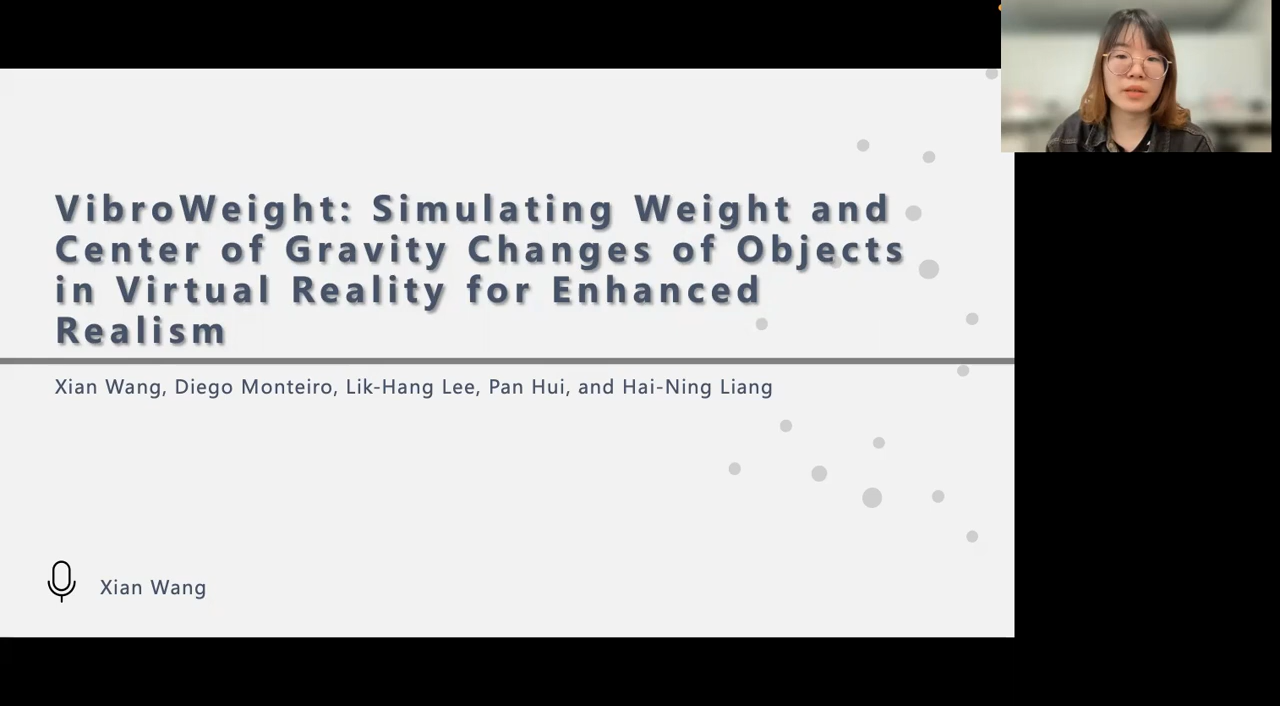 VibroWeight: Simulating Weight and
Center of Gravity Changes of Objects
in Virtual Reality for Enhanced
Realism
Xian Wang, Diego Monteiro, Lik-Hang Lee, Pan Hui, and Hai-Ning Liang
Xian Wang